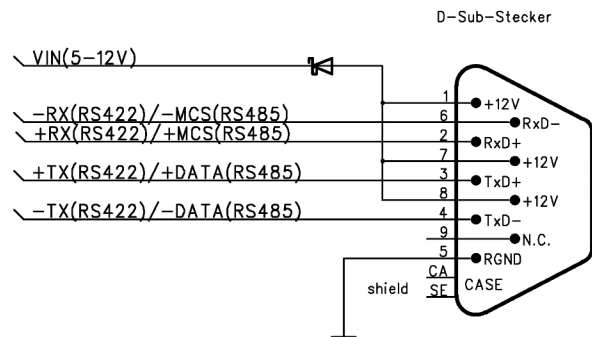 D-Sub-Stecker
VIN(5-12V)
1 +12V
-RX(RS422)/-MCS(RS485) 6 RxD-
+RX(RS422)/+MCS(RS485) 2 RxD+
7 +12V
+TX(RS422)/+DATA(RS485) 3 TxD+
8 +12V
-TX(RS422)/-DATA(RS485) 4 TxD-
9 N.C.
5 RGND
CA
shield SE CASE